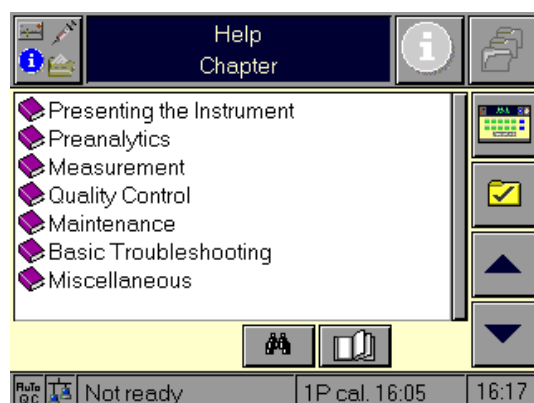 Help
Chapter
Presenting the Instrument
Preanalytics
Measurement
Quality Control
Maintenance
Basic Troubleshooting
Miscellaneous
AuTo
QC
Not ready
1P cal. 16:05
16:17